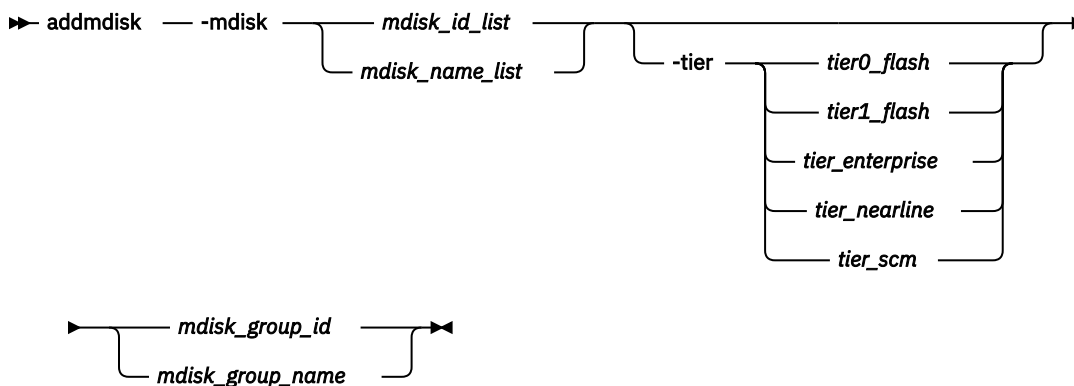 addmdisk -mdisk mdisk_id_list
mdisk_name_list
-tier tier0_flash
tier1_flash
tier_enterprise
tier_nearline
tier_scm
mdisk_group_id
mdisk_group_name